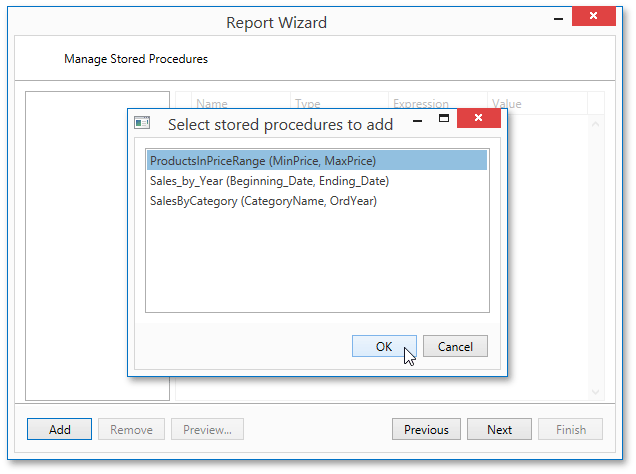 Report Wizard
Manage Stored Procedures
Name Type Expression Value
Select stored procedures to add
ProductsInPriceRange (MinPrice, MaxPrice)
Sales_by_Year (Beginning_Date, Ending_Date)
SalesByCategory (CategoryName, OrdYear)
OK Cancel
Add Remove Preview... Previous Next Finish